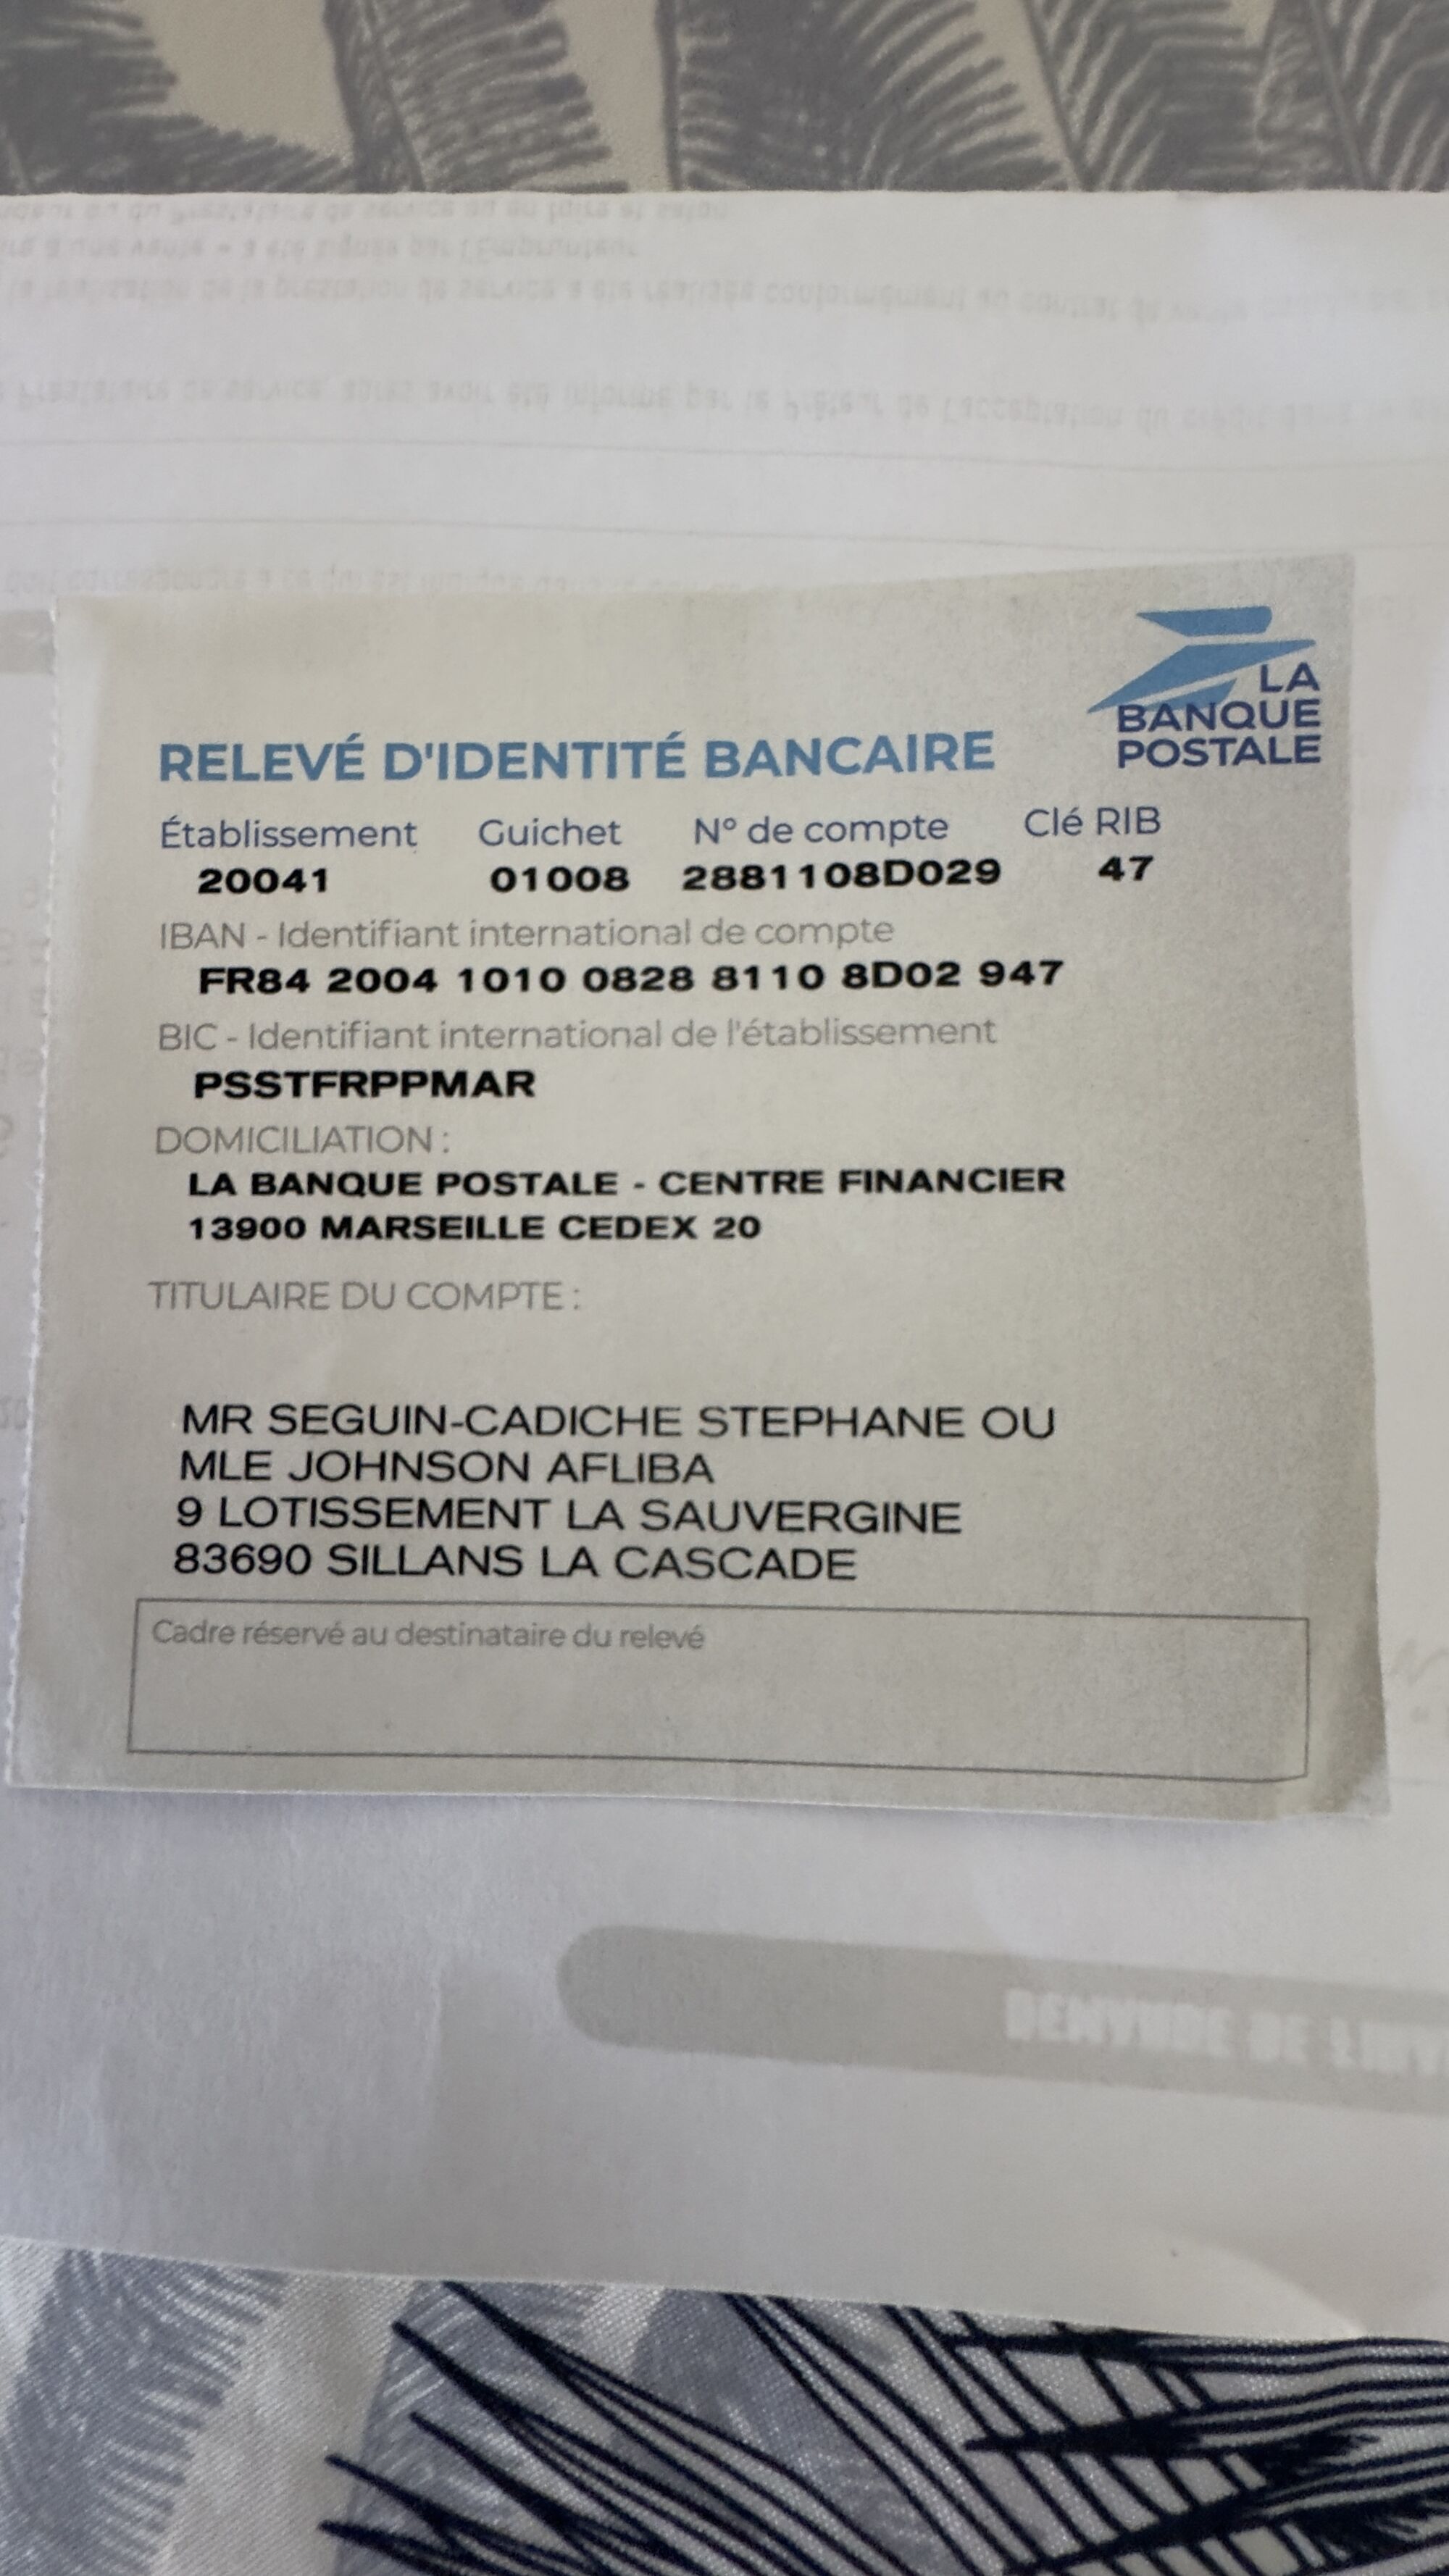 LA
BANQUE
POSTALE
RELEVÉ D'IDENTITÉ BANCAIRE
Établissement Guichet N° de compte Clé RIB
20041 01008 2881108D029 47
IBAN - Identifiant international de compte
FR84 2004 1010 0828 8110 8D02 947
BIC - Identifiant international de l'établissement
PSSTFRPPMAR
DOMICILIATION :
LA BANQUE POSTALE - CENTRE FINANCIER
13900 MARSEILLE CEDEX 20
TITULAIRE DU COMPTE :
MR SEGUIN-CADICHE STEPHANE OU
MLE JOHNSON AFLIBA
9 LOTISSEMENT LA SAUVERGINE
83690 SILLANS LA CASCADE
Cadre réservé au destinataire du relevé